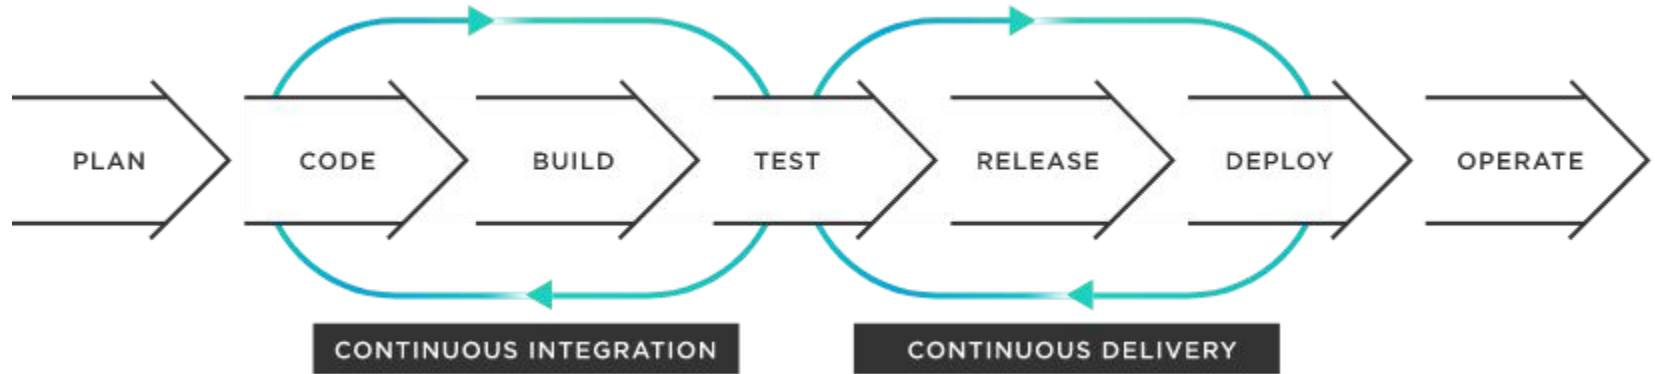 PLAN
CODE
BUILD
TEST
RELEASE
DEPLOY
OPERATE
CONTINUOUS INTEGRATION
CONTINUOUS DELIVERY